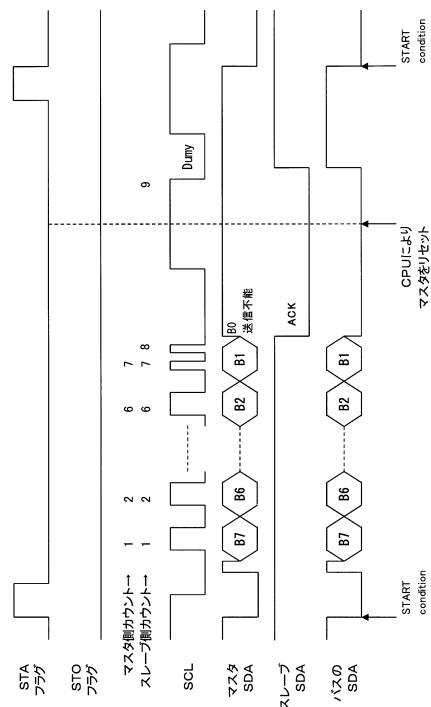 STA
フラグ
STO
フラグ
マスタ側カウント→ 1 2 6 7
スレーブ側カウント→ 1 2 6 7 8 9
SCL
Dumy
マスタ
SDA
B7 B6 B2 B1
B0
送信不能
スレーブ
SDA
ACK
バスの
SDA
B7 B6 B2 B1
START
condition
CPUにより
マスタをリセット
START
condition